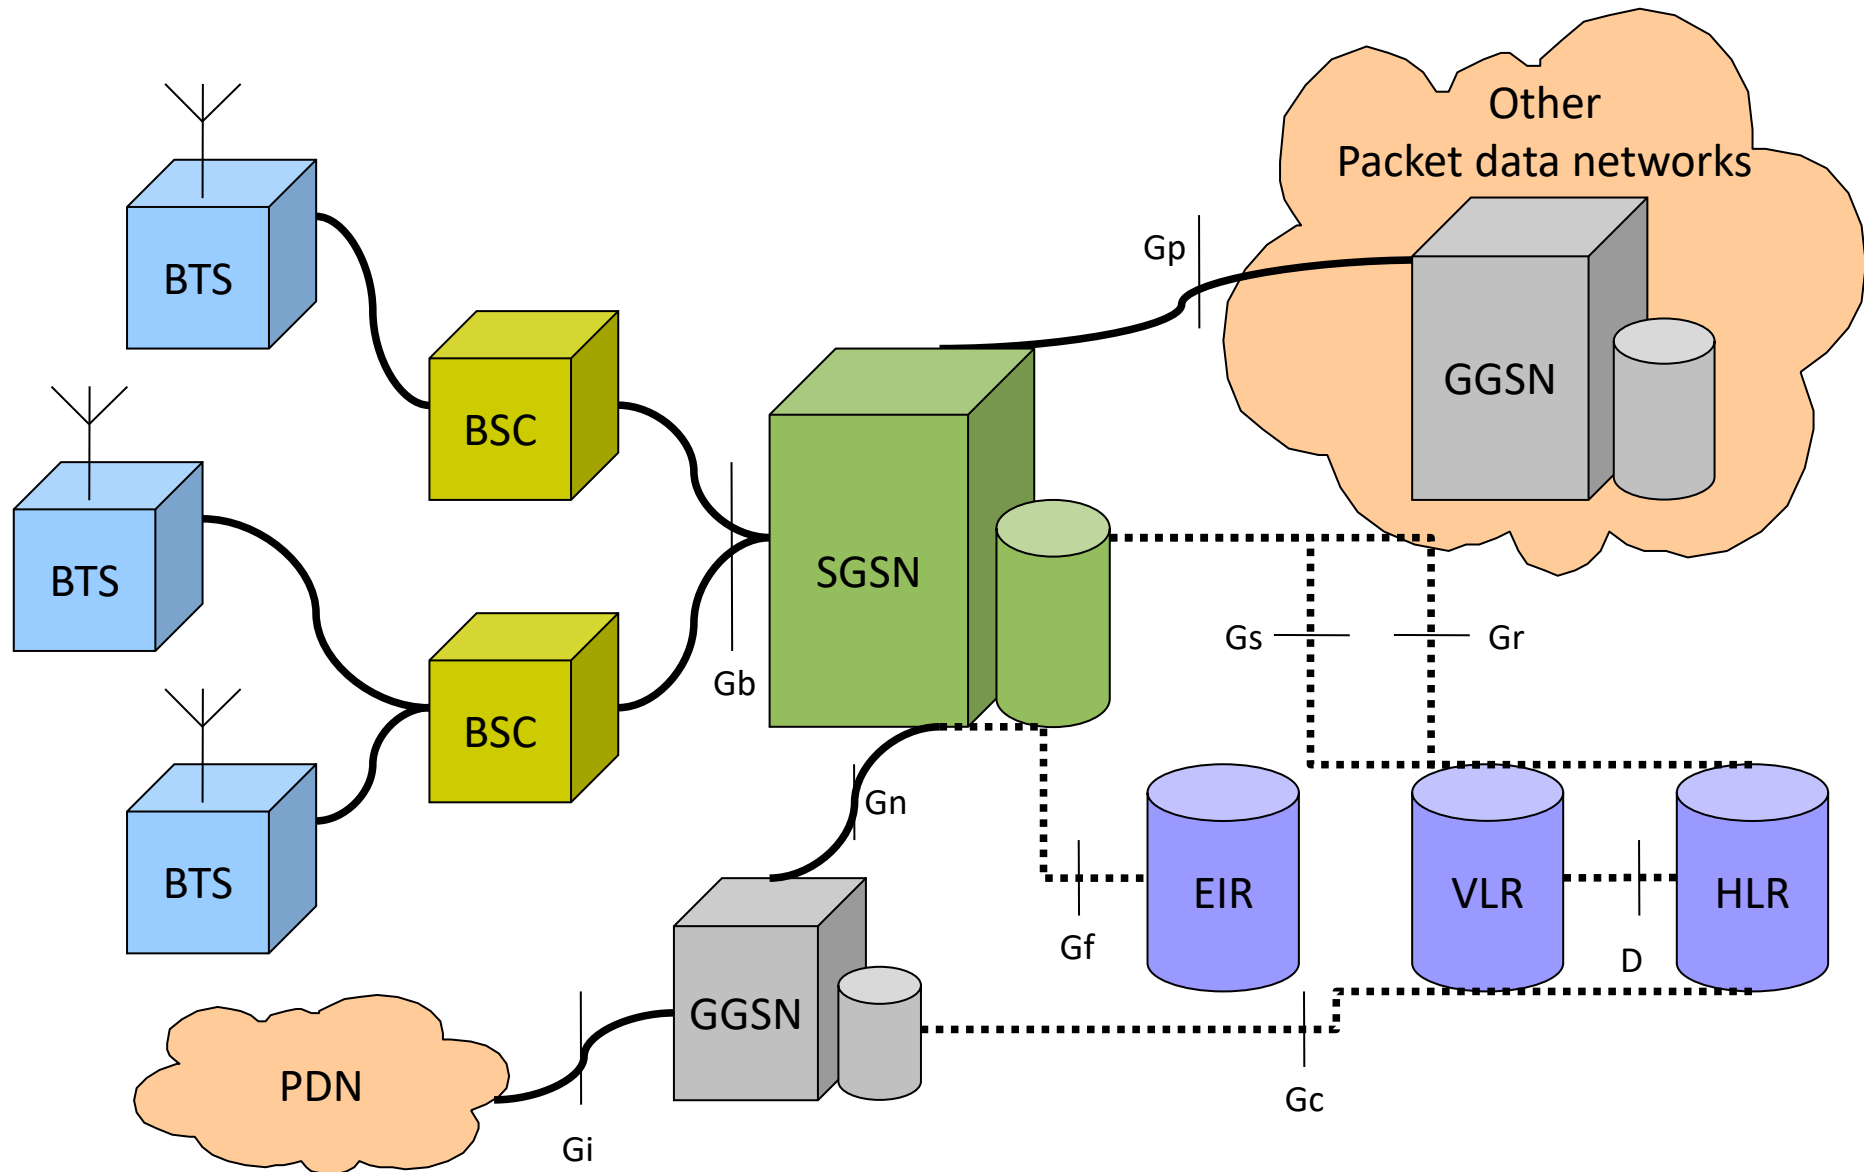 Other
Packet data networks
Gp
BTS
GGSN
BSC
BTS
SGSN
Gs
Gr
Gb
BSC
Gn
BTS
EIR
VLR
HLR
Gf
D
GGSN
PDN
Gc
Gi